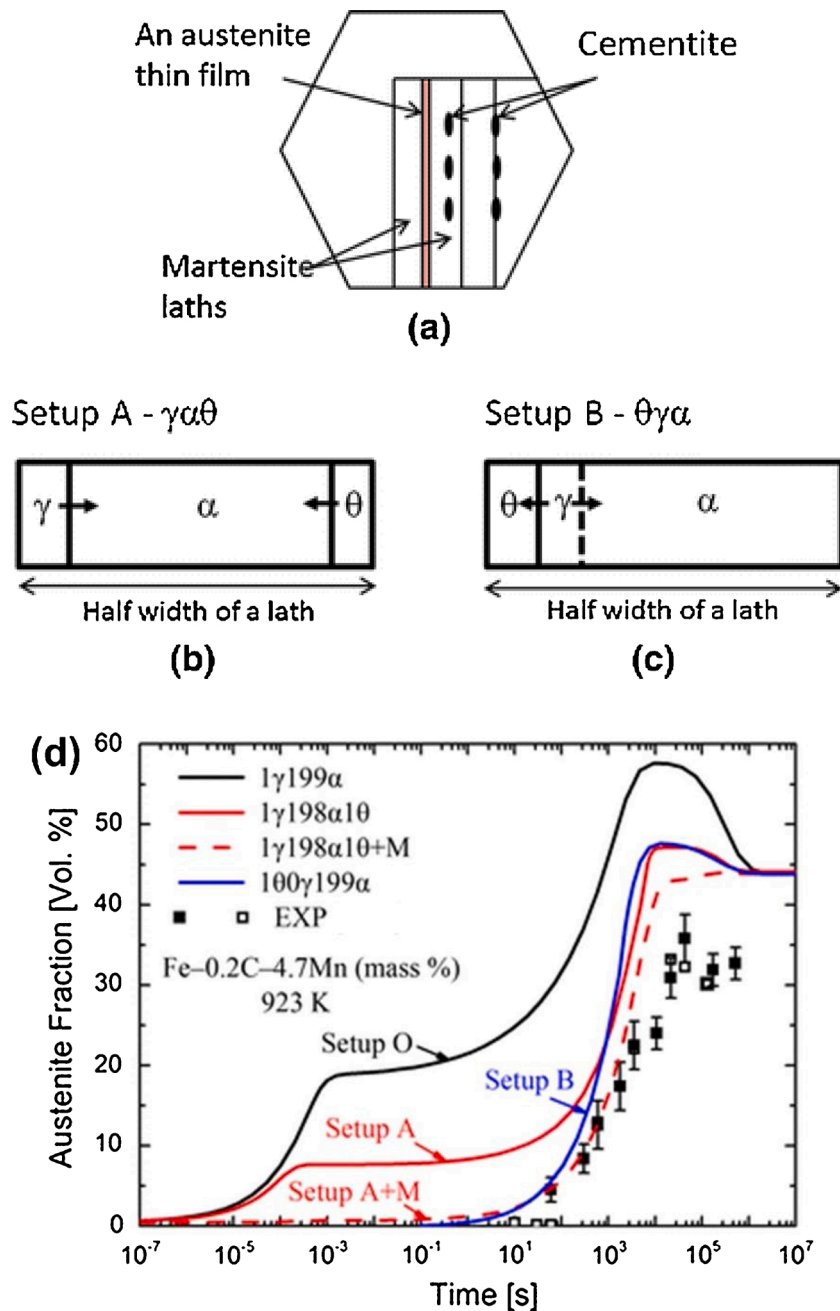 An austenite
thin film
Cementite
Martensite
laths
(a)
Setup A - γαθ
γ α θ
Half width of a lath
(b)
Setup B - θγα
θ γ α
Half width of a lath
(c)
(d)
Austenite Fraction [Vol. %]
60
50
40
30
20
10
0
1γ199α
1γ198α1θ
1γ198α1θ+M
1θ0γ199α
EXP
Fe–0.2C–4.7Mn (mass %)
923 K
Setup O
Setup B
Setup A
Setup A+M
10⁻⁷ 10⁻⁵ 10⁻³ 10⁻¹ 10¹ 10³ 10⁵ 10⁷
Time [s]